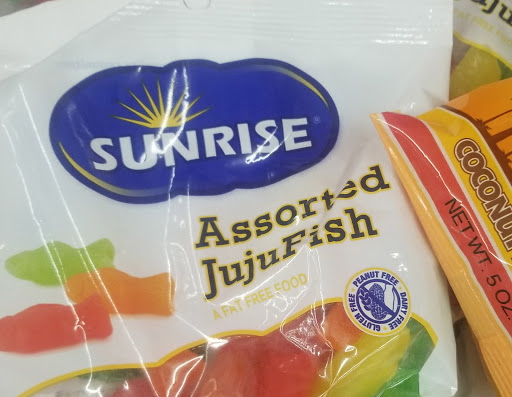 SUNRISE®
Assorted
JujuFish
A FAT FREE FOOD
PEANUT FREE • DAIRY FREE • GLUTEN FREE •
COCONUT
NET WT. 5 OZ.